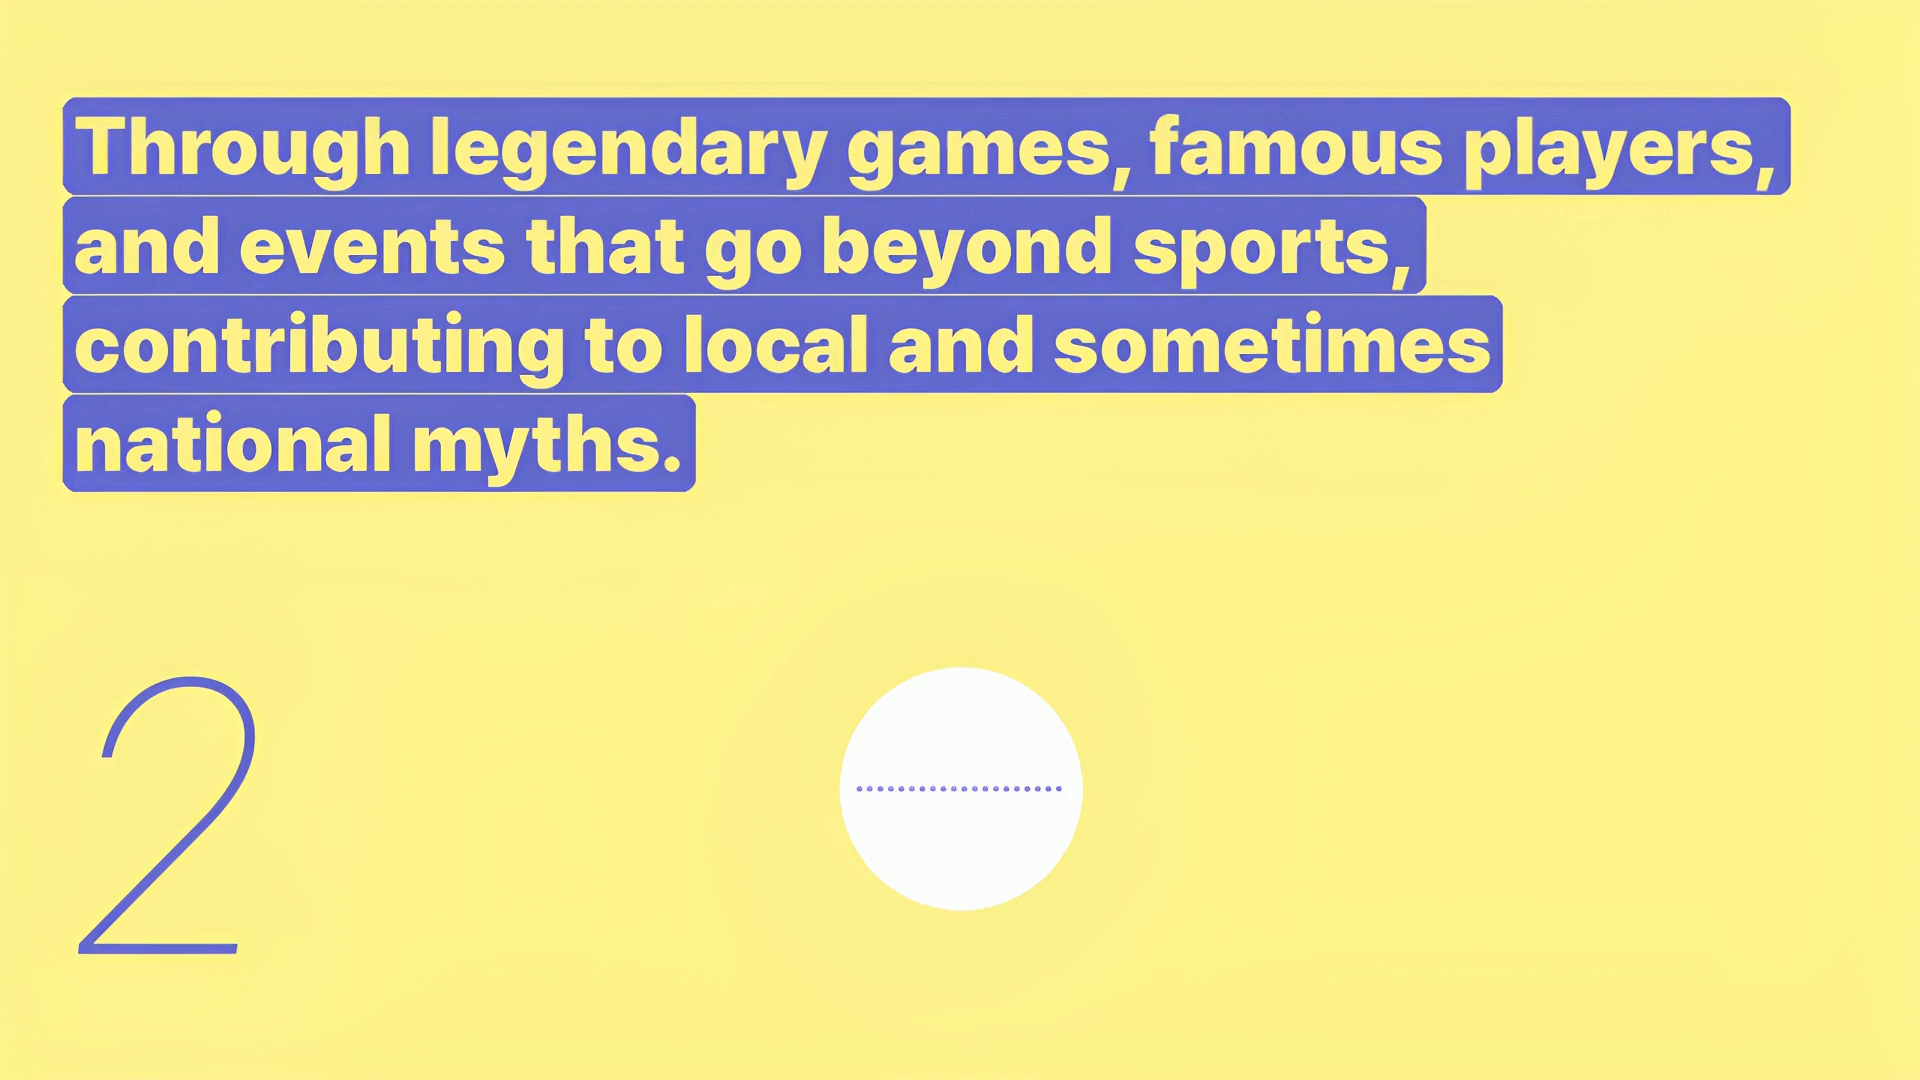 Through legendary games, famous players,
and events that go beyond sports,
contributing to local and sometimes
national myths.
2